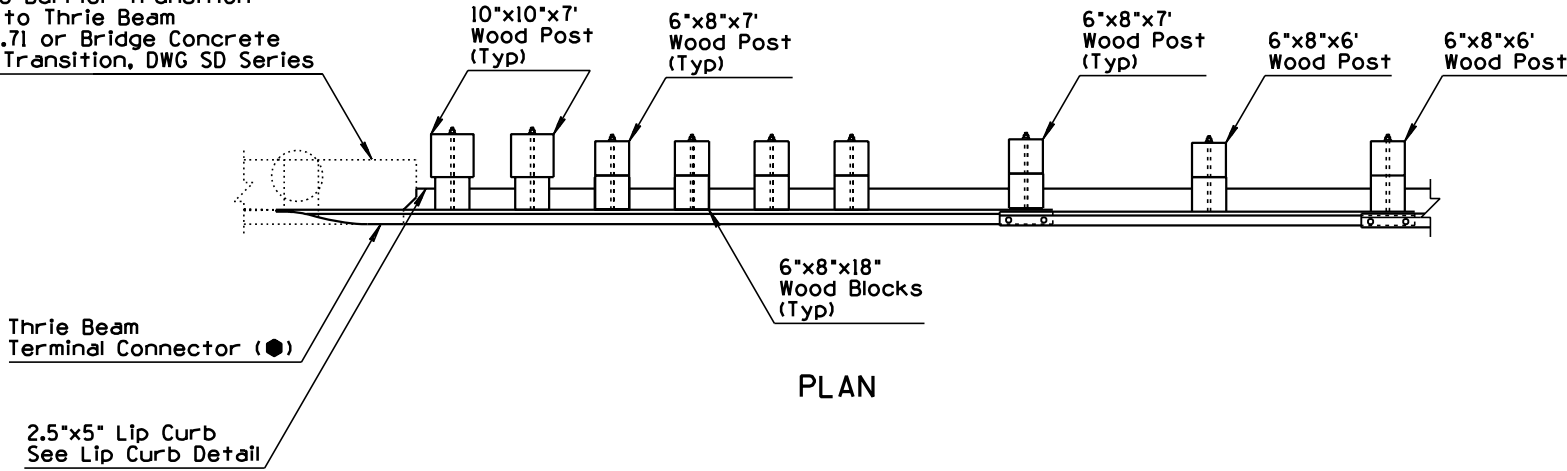 to Thrie Beam
.71 or Bridge Concrete
Transition, DWG SD Series
10"x10"x7'
Wood Post
(Typ)
6"x8"x7'
Wood Post
(Typ)
6"x8"x7'
Wood Post
(Typ)
6"x8"x6'
Wood Post
6"x8"x6'
Wood Post
6"x8"x18"
Wood Blocks
(Typ)
Thrie Beam
Terminal Connector (⬢)
PLAN
2.5"x5" Lip Curb
See Lip Curb Detail